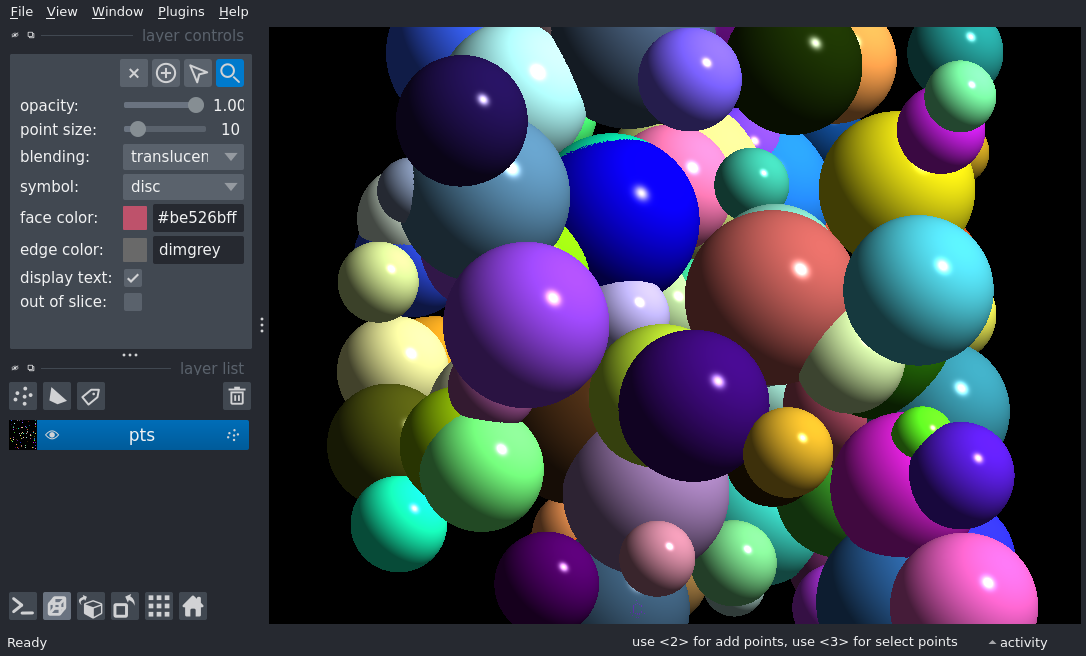 File View Window Plugins Help
layer controls
opacity: 1.00
point size: 10
blending: translucen
symbol: disc
face color: #be526bff
edge color: dimgrey
display text:
out of slice:
layer list
pts
Ready
use <2> for add points, use <3> for select points
activity